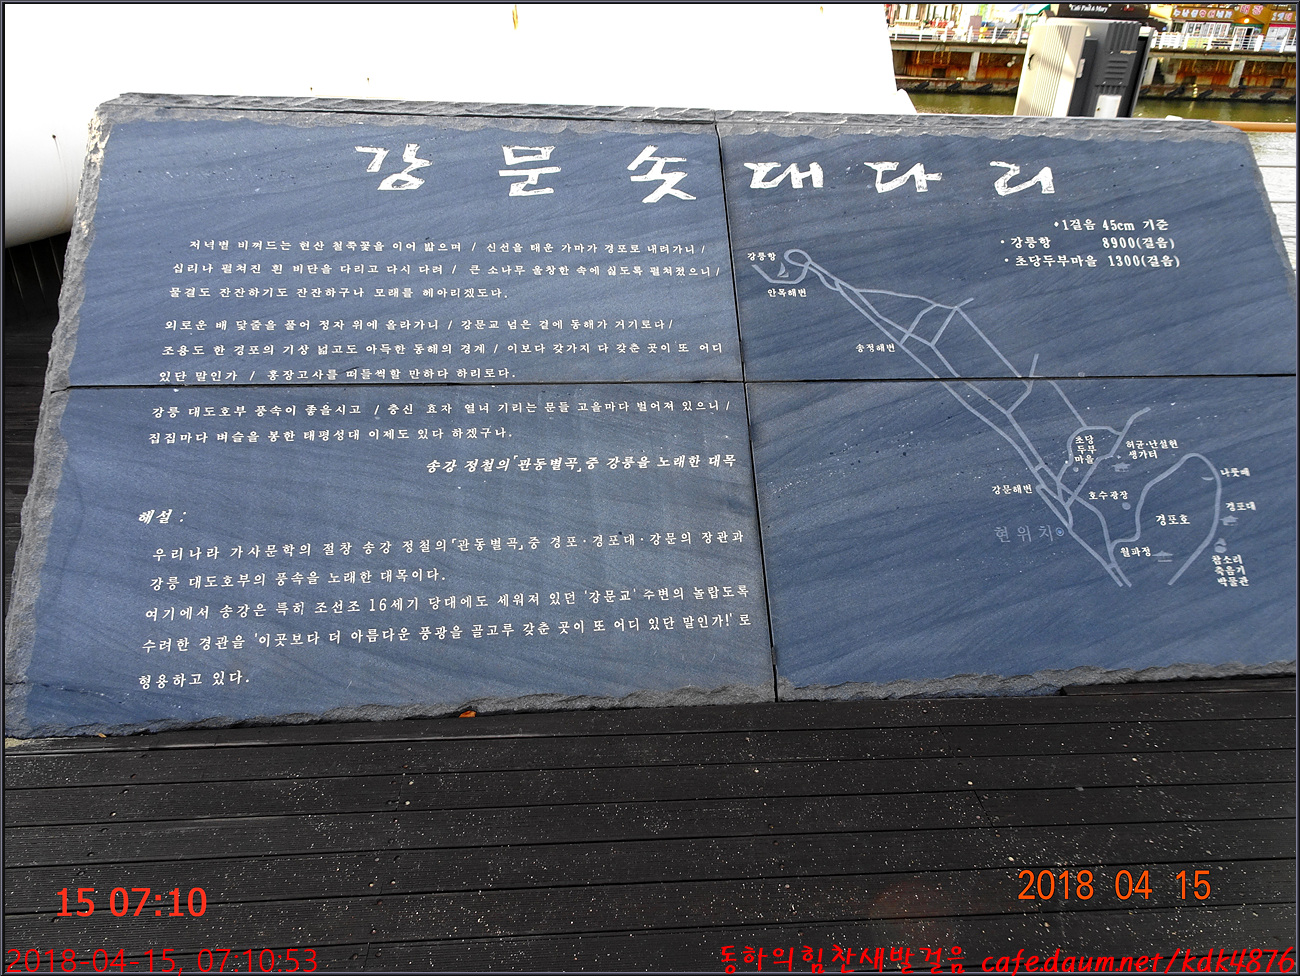 Cafe Paul & Mary
강문솟대다리
저녁볕 비껴드는 현산 철쭉꽃을 이어 밟으며 / 신선을 태운 가마가 경포로 내려가니 /
십리나 펼쳐진 흰 비단을 다리고 다시 다려 / 큰 소나무 울창한 속에 싫도록 펼쳐졌으니 /
물결도 잔잔하기도 잔잔하구나 모래를 헤아리겠도다.
외로운 배 닻줄을 풀어 정자 위에 올라가니 / 강문교 넘은 곁에 동해가 거기로다 /
조용도 한 경포의 기상 넓고도 아득한 동해의 경계 / 이보다 갖가지 다 갖춘 곳이 또 어디
있단 말인가 / 홍장고사를 떠들썩할 만하다 하리로다.
강릉 대도호부 풍속이 좋을시고 / 충신 효자 열녀 기리는 문들 고을마다 벌어져 있으니 /
집집마다 벼슬을 봉한 태평성대 이제도 있다 하겠구나.
송강 정철의「관동별곡」중 강릉을 노래한 대목
해설 :
우리나라 가사문학의 절창 송강 정철의「관동별곡」중 경포·경포대·강문의 장관과
강릉 대도호부의 풍속을 노래한 대목이다.
여기에서 송강은 특히 조선조 16세기 당대에도 세워져 있던 '강문교' 주변의 놀랍도록
수려한 경관을 '이곳보다 더 아름다운 풍광을 골고루 갖춘 곳이 또 어디 있단 말인가!' 로
형용하고 있다.
•1걸음 45cm 기준
•강릉항 8900(걸음)
•초당두부마을 1300(걸음)
강릉항
안목해변
송정해변
초당
두부
마을
허균·난설헌
생가터
강문해변
호수광장
나룻배
경포대
경포호
현위치
월파정
참소리
축음기
박물관
15 07:10
2018 04 15
2018-04-15, 07:10:53
동하의힘찬새발걸음 cafe.daum.net/kdk4876